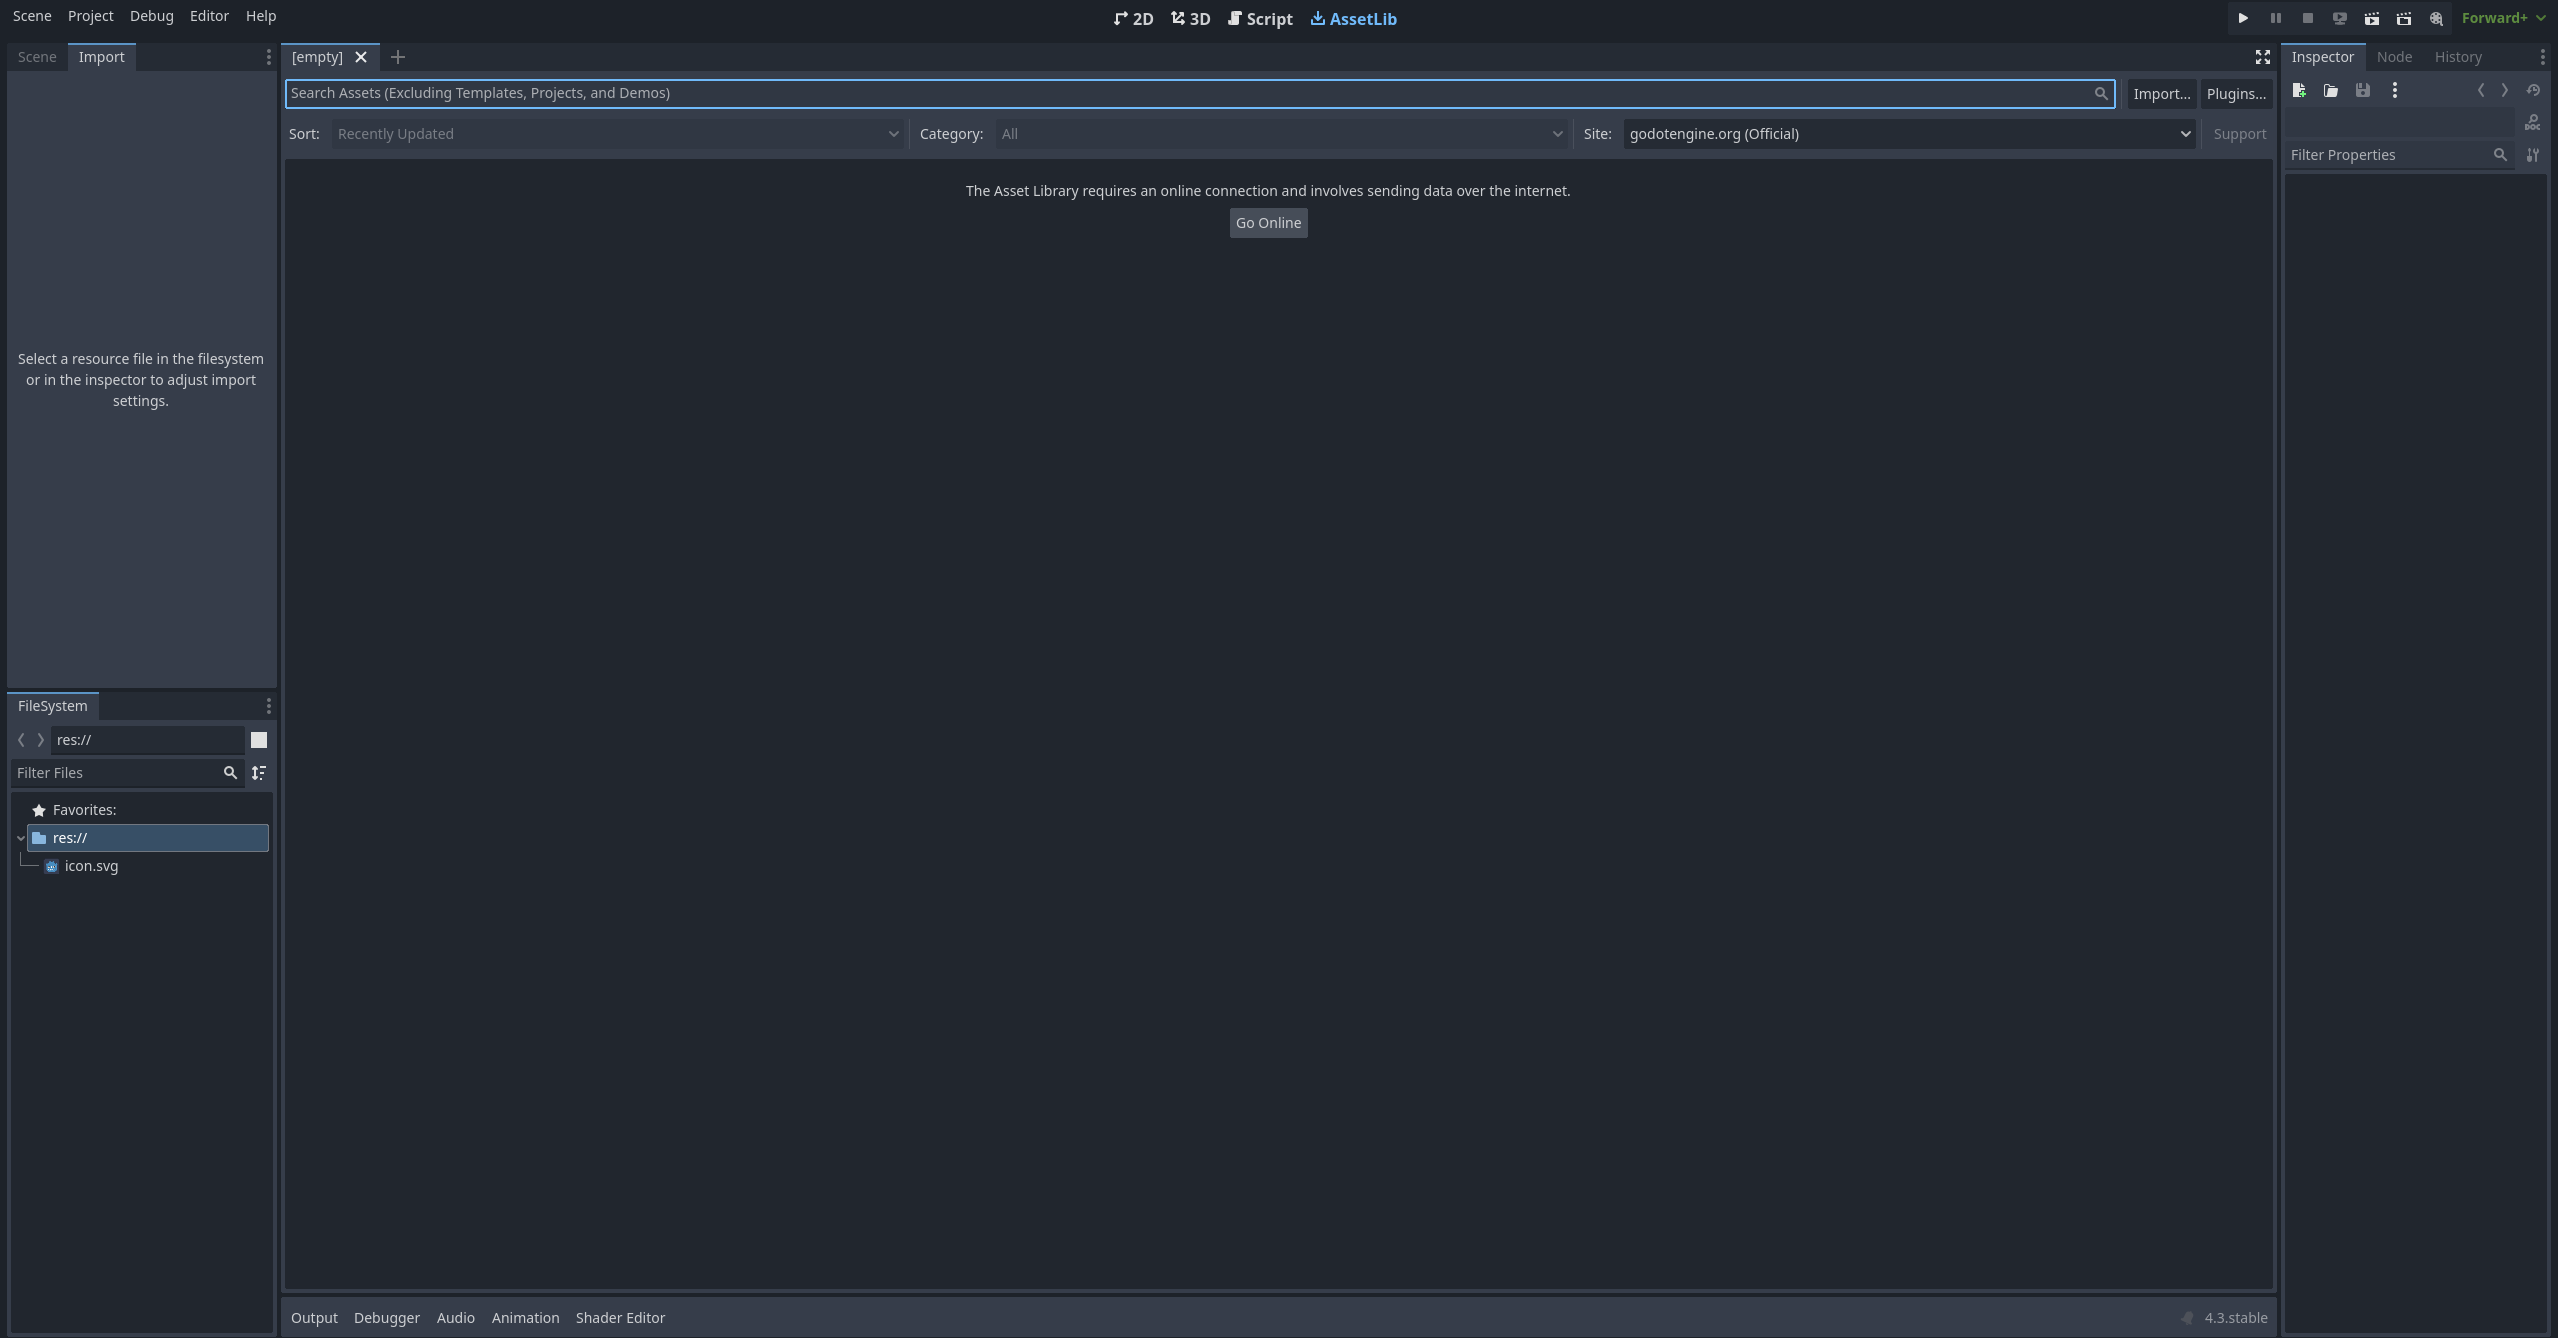 Scene Project Debug Editor Help
2D 3D Script AssetLib
Forward+
Scene Import
[empty]
Inspector Node History
Search Assets (Excluding Templates, Projects, and Demos)
Import... Plugins...
Sort: Recently Updated Category: All Site: godotengine.org (Official) Support
DOC
Filter Properties
The Asset Library requires an online connection and involves sending data over the internet.
Go Online
Select a resource file in the filesystem
or in the inspector to adjust import
settings.
FileSystem
res://
Filter Files
Favorites:
res://
icon.svg
Output Debugger Audio Animation Shader Editor
4.3.stable